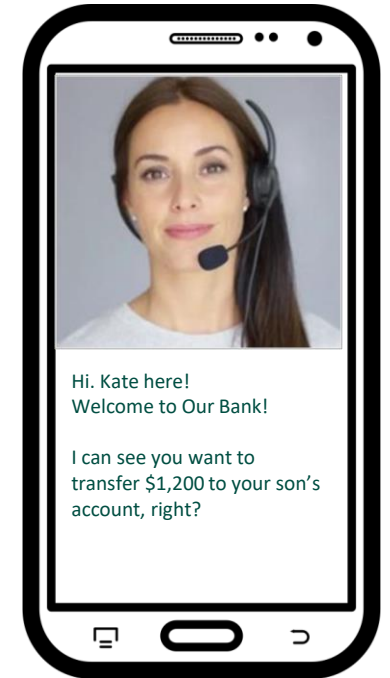 Hi. Kate here!
Welcome to Our Bank!
I can see you want to
transfer $1,200 to your son’s
account, right?